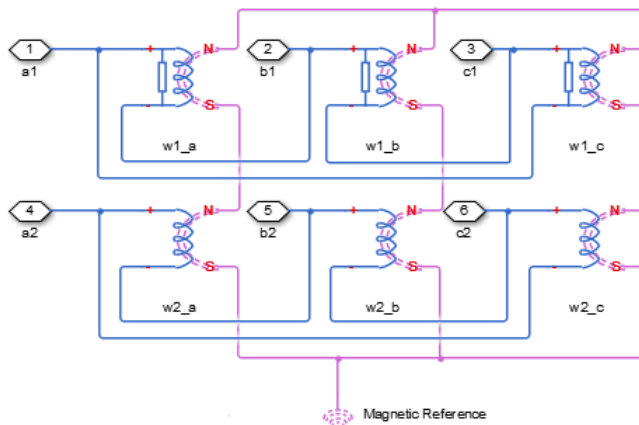 1 + N 2 + N 3 + N
a1 b1 c1
- S - S - S
w1_a w1_b w1_c
4 + N 5 + N 6 + N
a2 b2 c2
- S - S - S
w2_a w2_b w2_c
Magnetic Reference